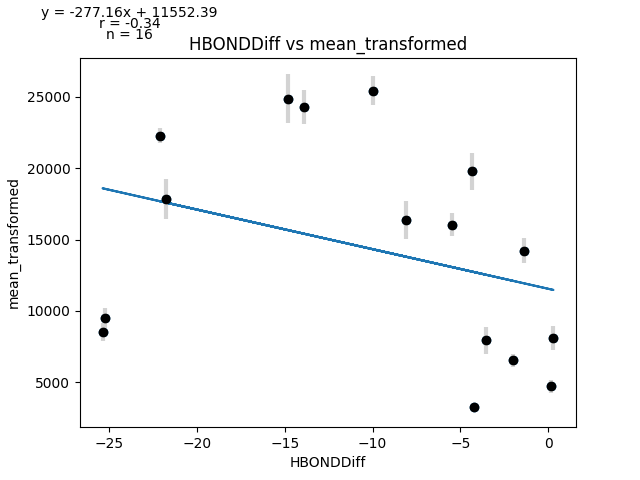 y = -277.16x + 11552.39
r = -0.34
n = 16
HBONDDiff vs mean_transformed
mean_transformed
25000
20000
15000
10000
5000
−25
−20
−15
−10
−5
0
HBONDDiff